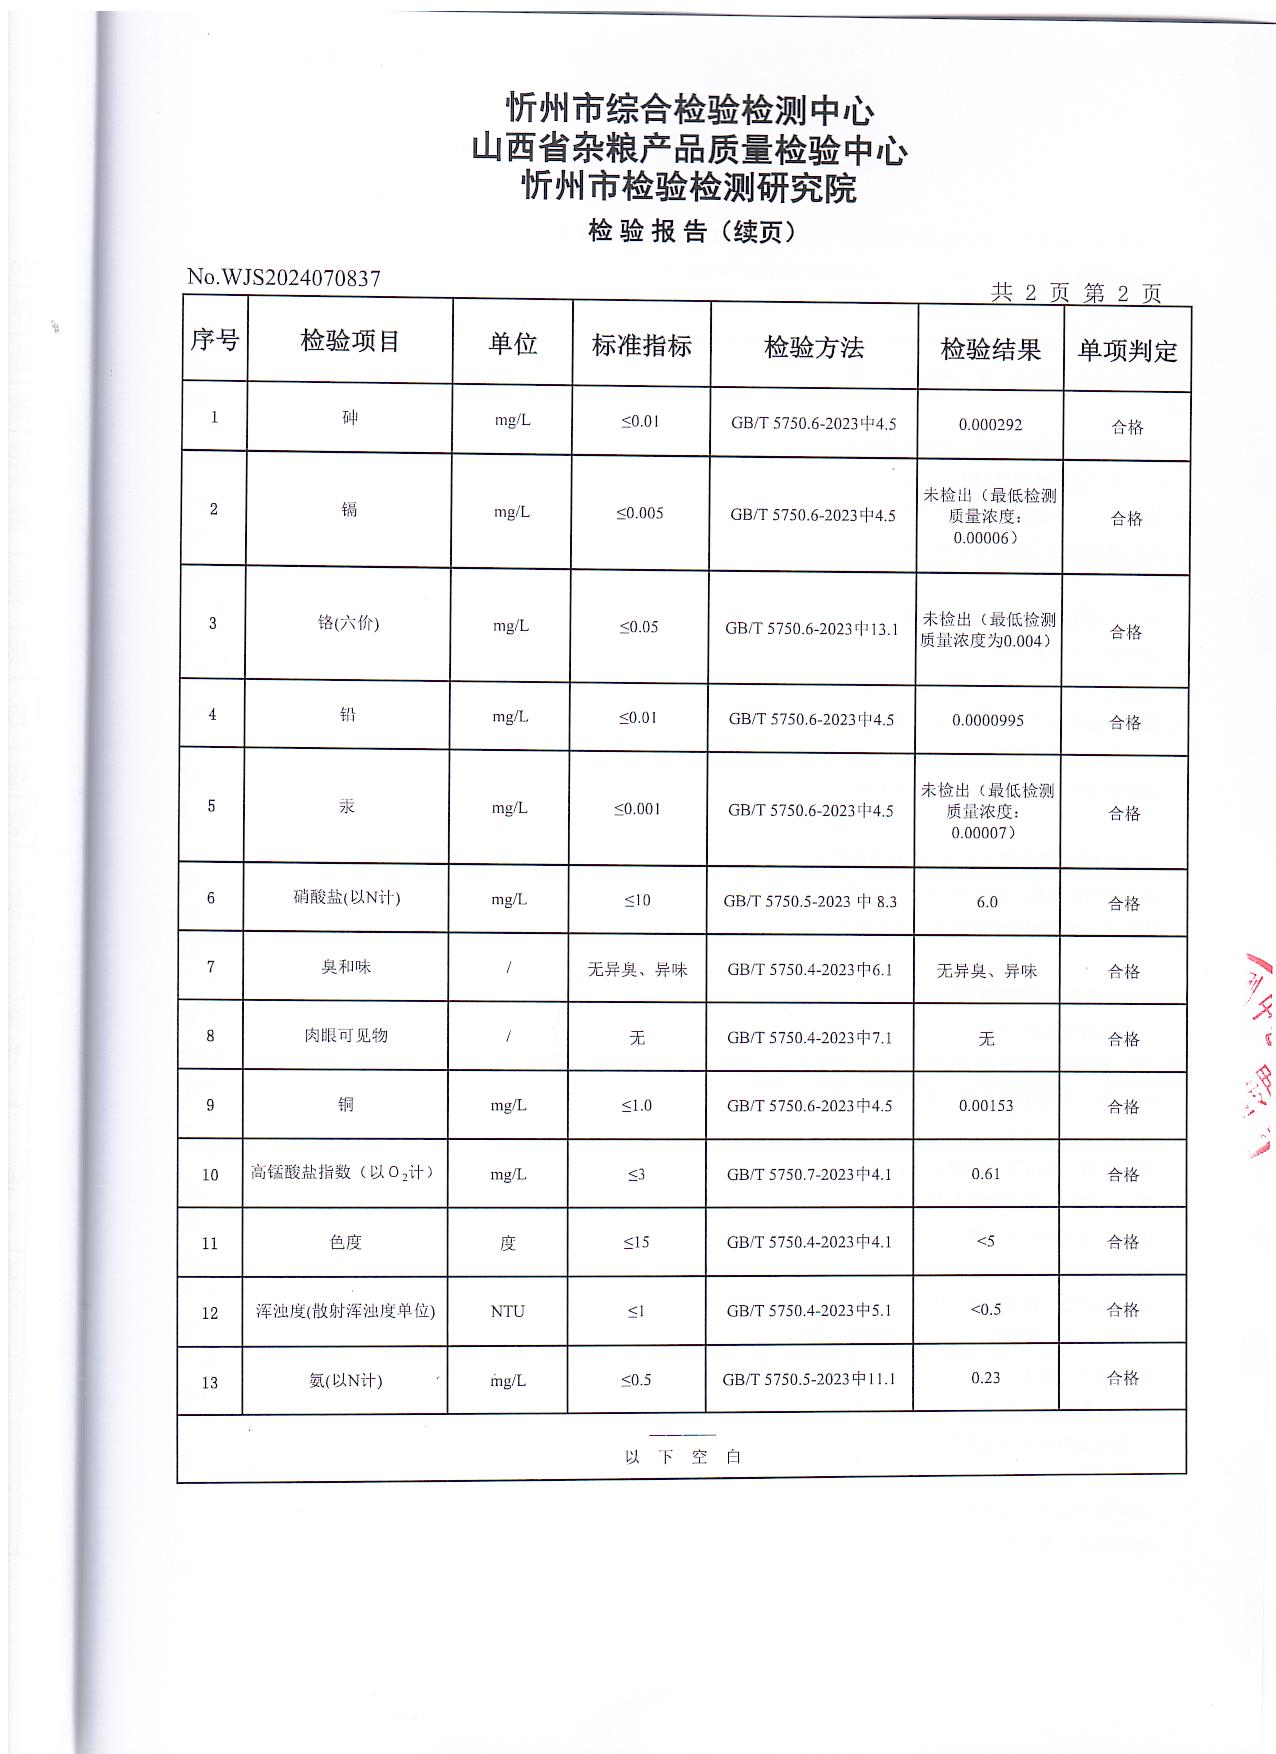 忻州市综合检验检测中心
山西省杂粮产品质量检验中心
忻州市检验检测研究院
检验报告（续页）
No.WJS2024070837
共 2 页 第 2 页
序号 检验项目 单位 标准指标 检验方法 检验结果 单项判定
1 砷 mg/L ≤0.01 GB/T 5750.6-2023中4.5 0.000292 合格
2 镉 mg/L ≤0.005 GB/T 5750.6-2023中4.5 未检出（最低检测
质量浓度：
0.00006） 合格
3 铬(六价) mg/L ≤0.05 GB/T 5750.6-2023中13.1 未检出（最低检测
质量浓度为0.004） 合格
4 铅 mg/L ≤0.01 GB/T 5750.6-2023中4.5 0.0000995 合格
5 汞 mg/L ≤0.001 GB/T 5750.6-2023中4.5 未检出（最低检测
质量浓度：
0.00007） 合格
6 硝酸盐(以N计) mg/L ≤10 GB/T 5750.5-2023 中 8.3 6.0 合格
7 臭和味 / 无异臭、异味 GB/T 5750.4-2023中6.1 无异臭、异味 合格
8 肉眼可见物 / 无 GB/T 5750.4-2023中7.1 无 合格
9 铜 mg/L ≤1.0 GB/T 5750.6-2023中4.5 0.00153 合格
10 高锰酸盐指数（以O₂计） mg/L ≤3 GB/T 5750.7-2023中4.1 0.61 合格
11 色度 度 ≤15 GB/T 5750.4-2023中4.1 <5 合格
12 浑浊度(散射浑浊度单位) NTU ≤1 GB/T 5750.4-2023中5.1 <0.5 合格
13 氨(以N计) mg/L ≤0.5 GB/T 5750.5-2023中11.1 0.23 合格
以 下 空 白